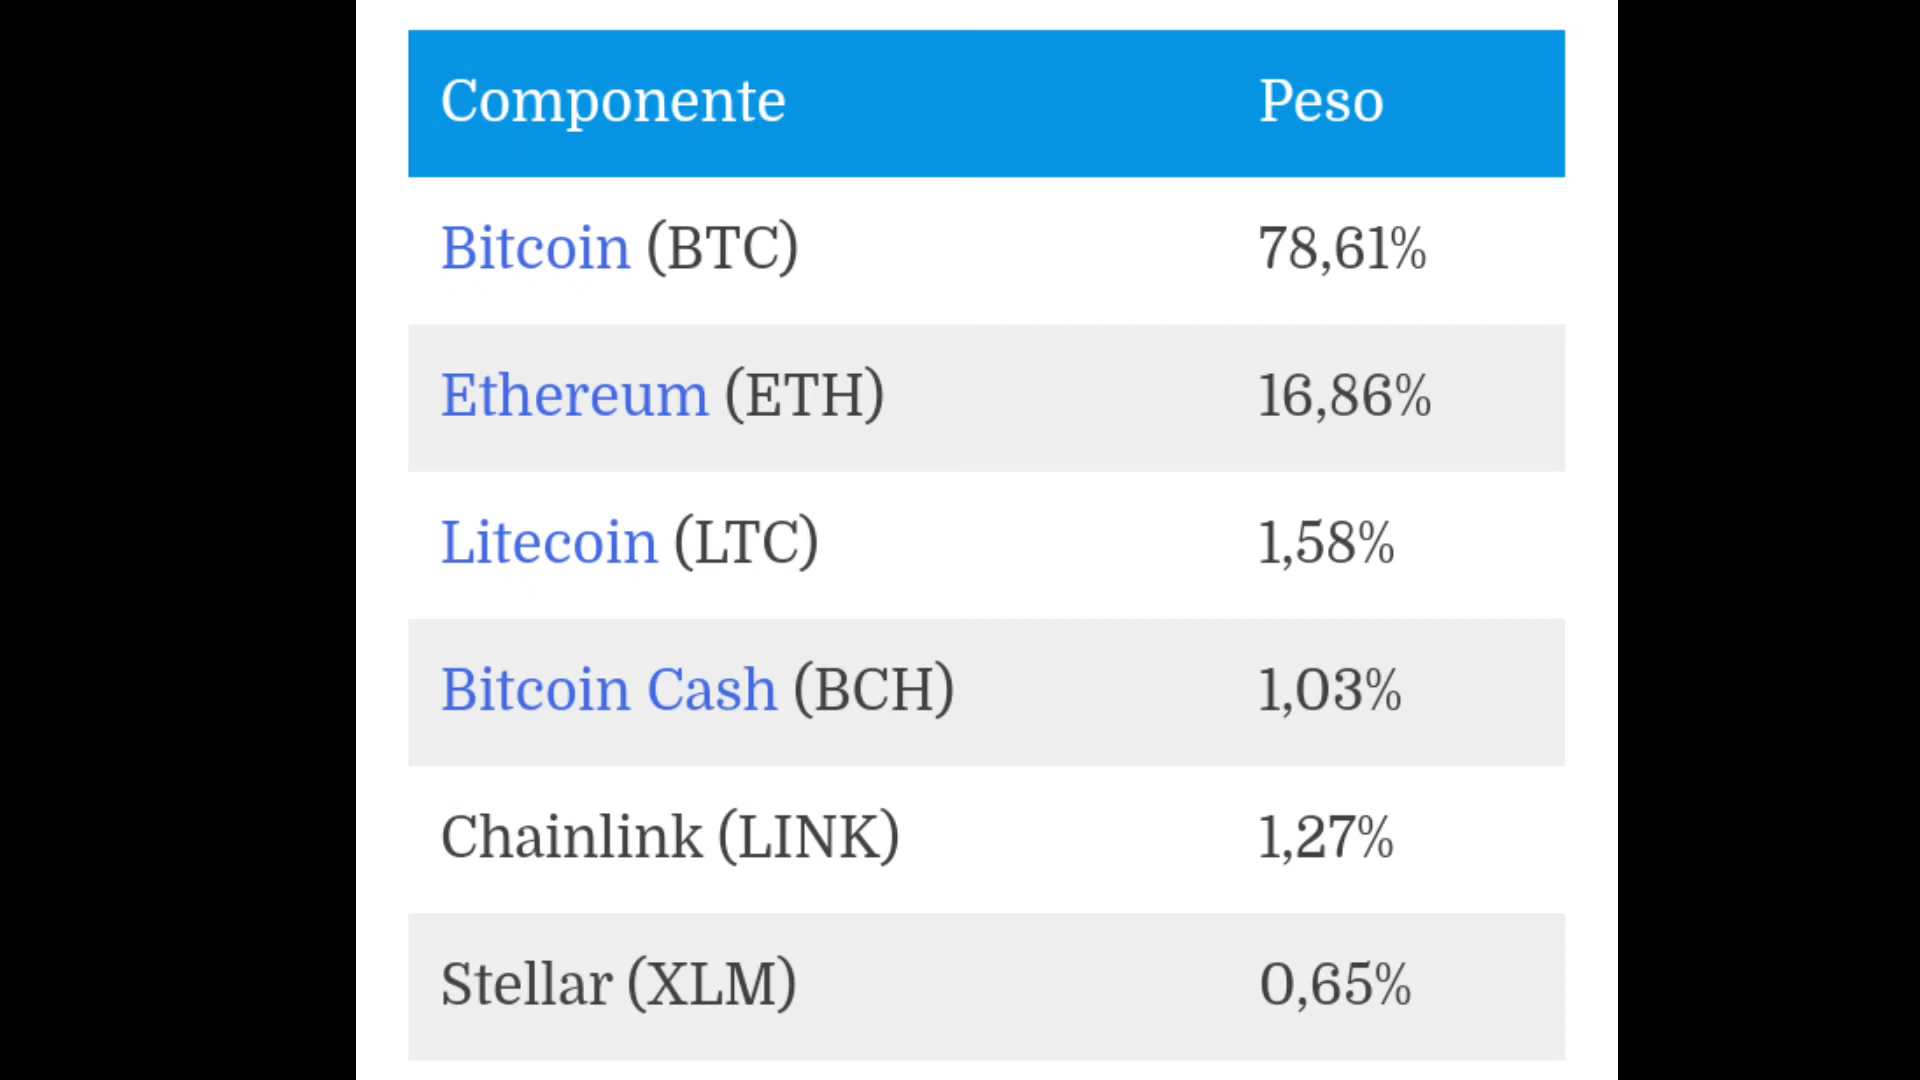 Componente Peso
Bitcoin (BTC) 78,61%
Ethereum (ETH) 16,86%
Litecoin (LTC) 1,58%
Bitcoin Cash (BCH) 1,03%
Chainlink (LINK) 1,27%
Stellar (XLM) 0,65%